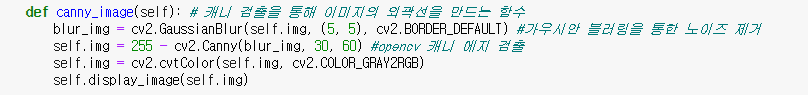 def canny_image(self): # 캐니 검출을 통해 이미지의 외곽선을 만드는 함수
blur_img = cv2.GaussianBlur(self.img, (5, 5), cv2.BORDER_DEFAULT) #가우시안 블러링을 통한 노이즈 제거
self.img = 255 - cv2.Canny(blur_img, 30, 60) #opencv 캐니 에지 검출
self.img = cv2.cvtColor(self.img, cv2.COLOR_GRAY2RGB)
self.display_image(self.img)